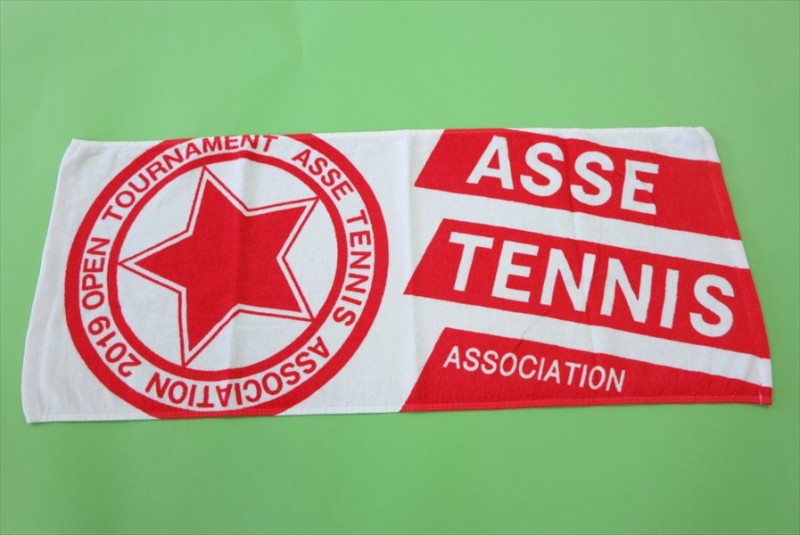 2019 OPEN TOURNAMENT ASSE TENNIS ASSOCIATION
ASSE
TENNIS
ASSOCIATION